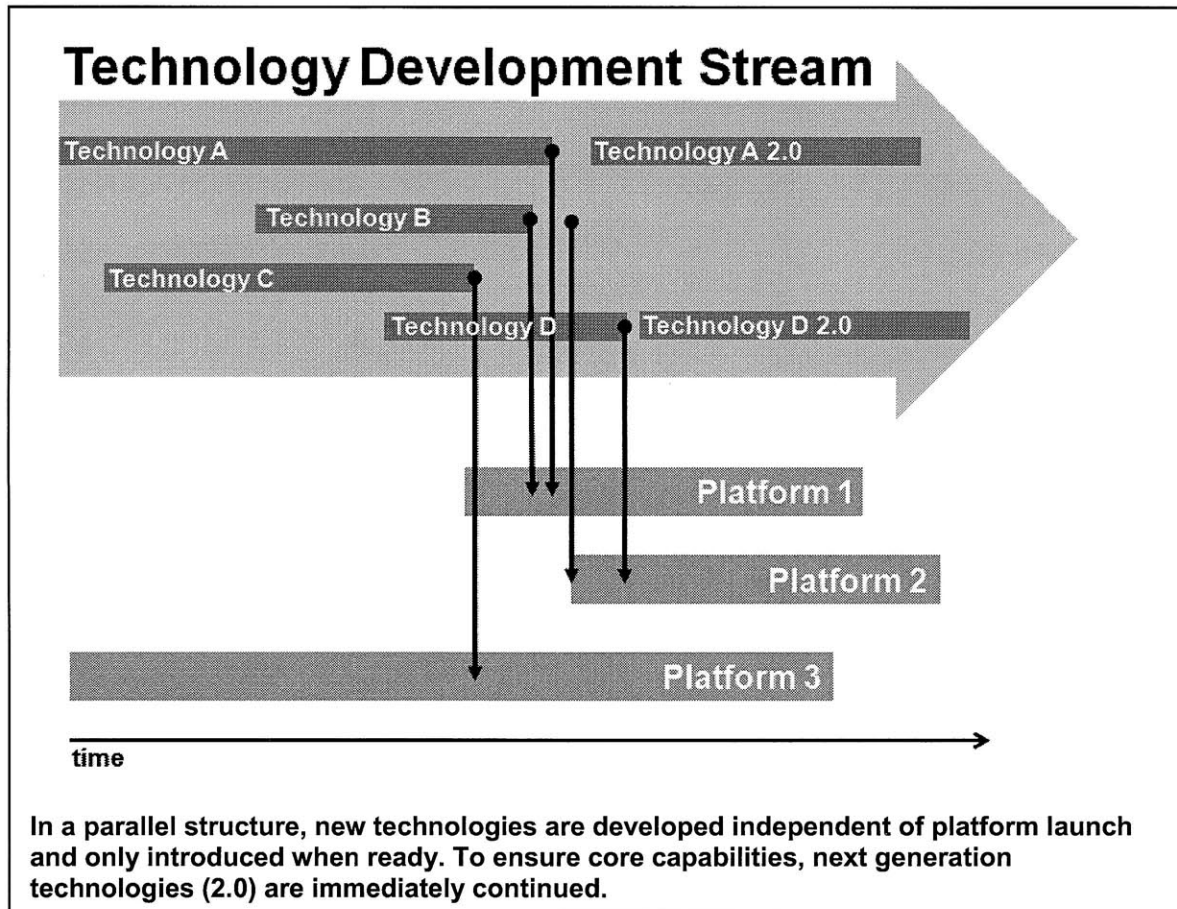 Technology Development Stream
Technology A
Technology A 2.0
Technology B
Technology C
Technology D
Technology D 2.0
Platform 1
Platform 2
Platform 3
time
In a parallel structure, new technologies are developed independent of platform launch
and only introduced when ready. To ensure core capabilities, next generation
technologies (2.0) are immediately continued.